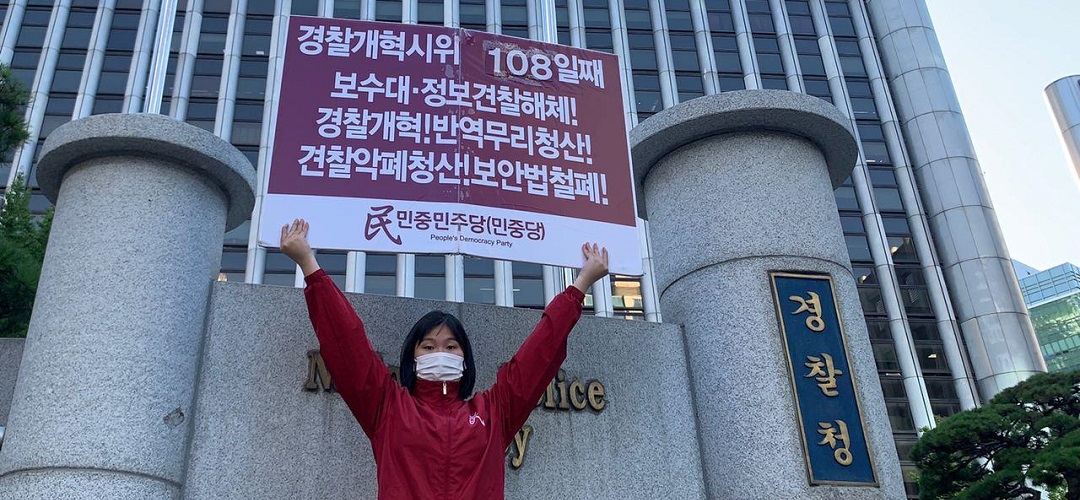 경찰개혁시위 108일째
보수대·정보견찰해체!
경찰개혁!반역무리청산!
견찰악폐청산!보안법철폐!
民 민중민주당(민중당)
People's Democracy Party
경찰청